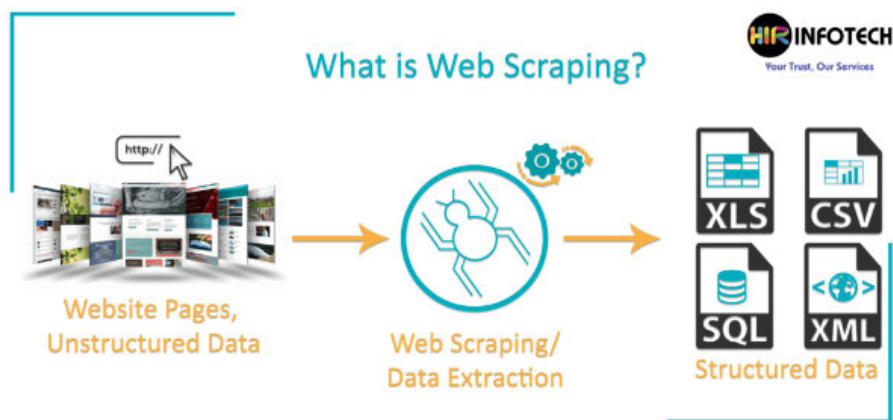 HIR INFOTECH
Your Trust, Our Services
What is Web Scraping?
http://
XLS
CSV
SQL
XML
Website Pages,
Unstructured Data
Web Scraping/
Data Extraction
Structured Data